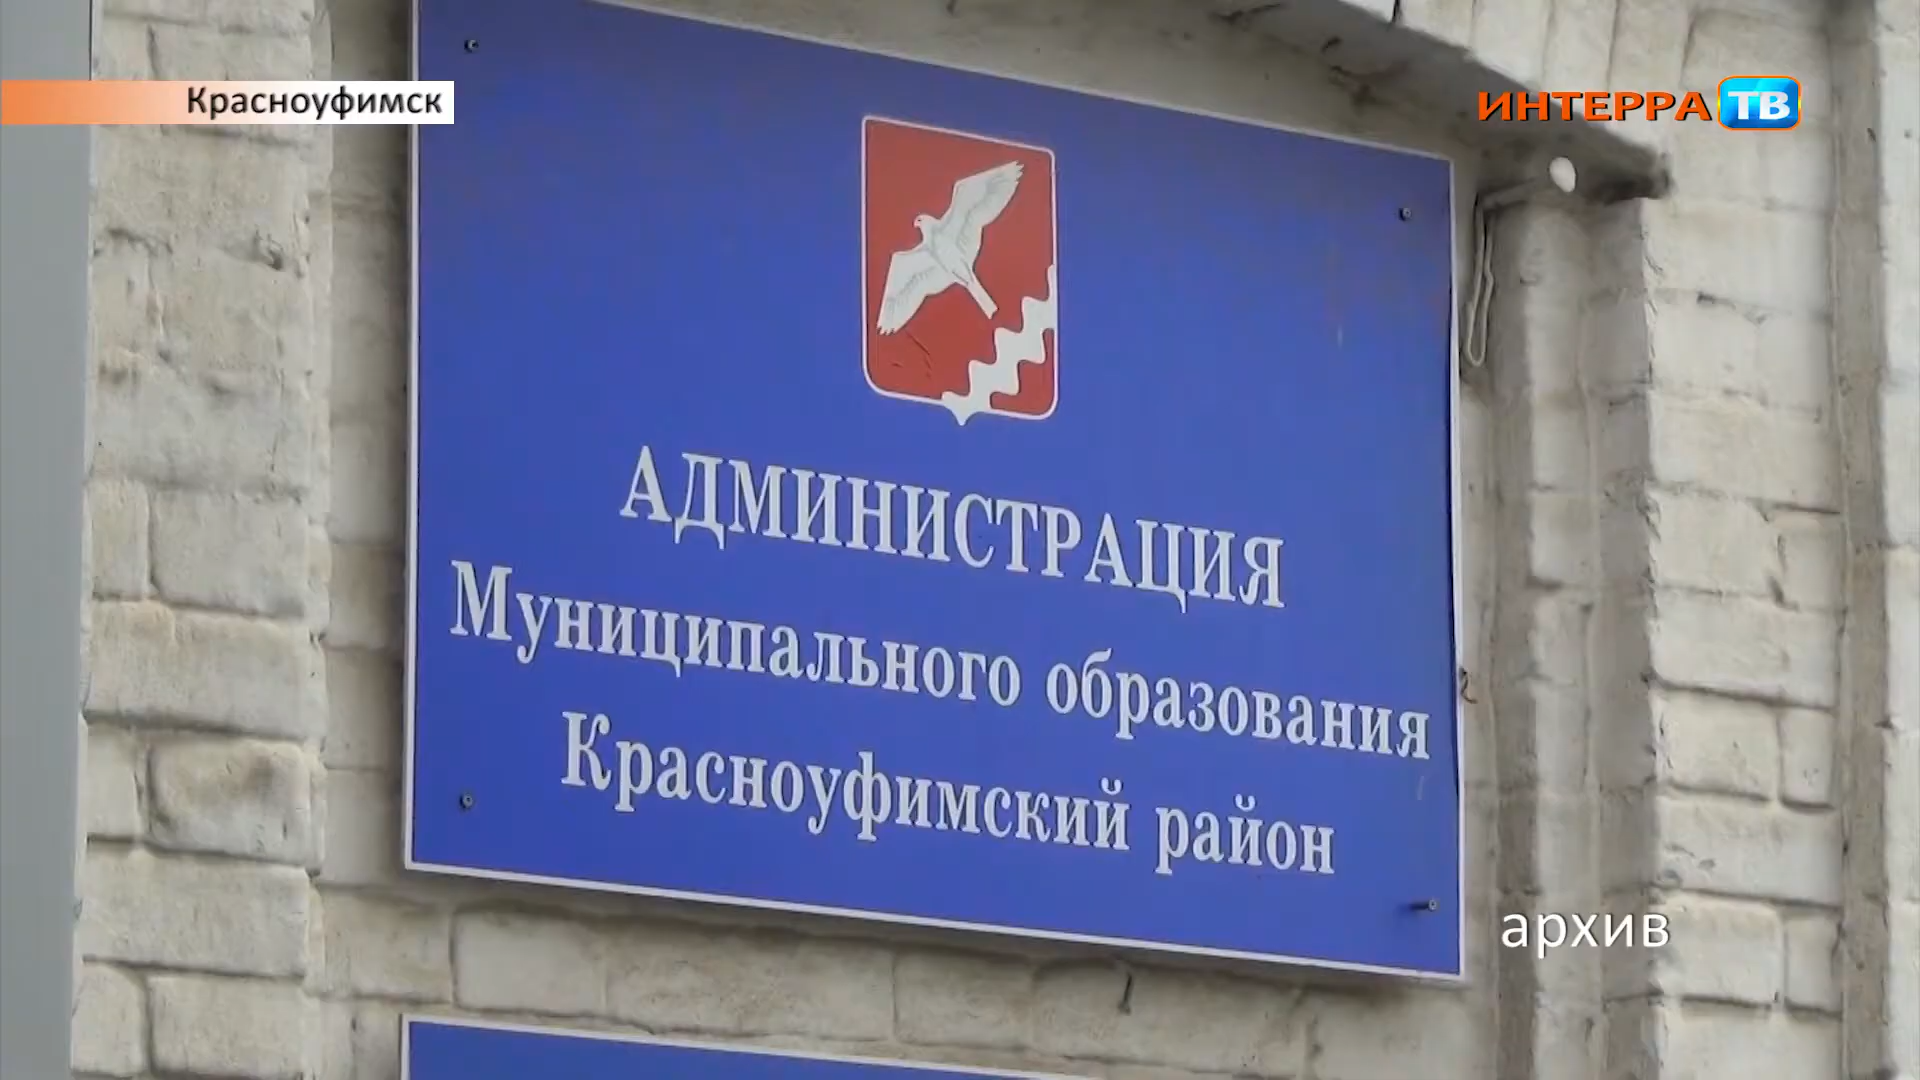 Красноуфимск
ИНТЕРРА ТВ
АДМИНИСТРАЦИЯ
Муниципального образования
Красноуфимский район
архив